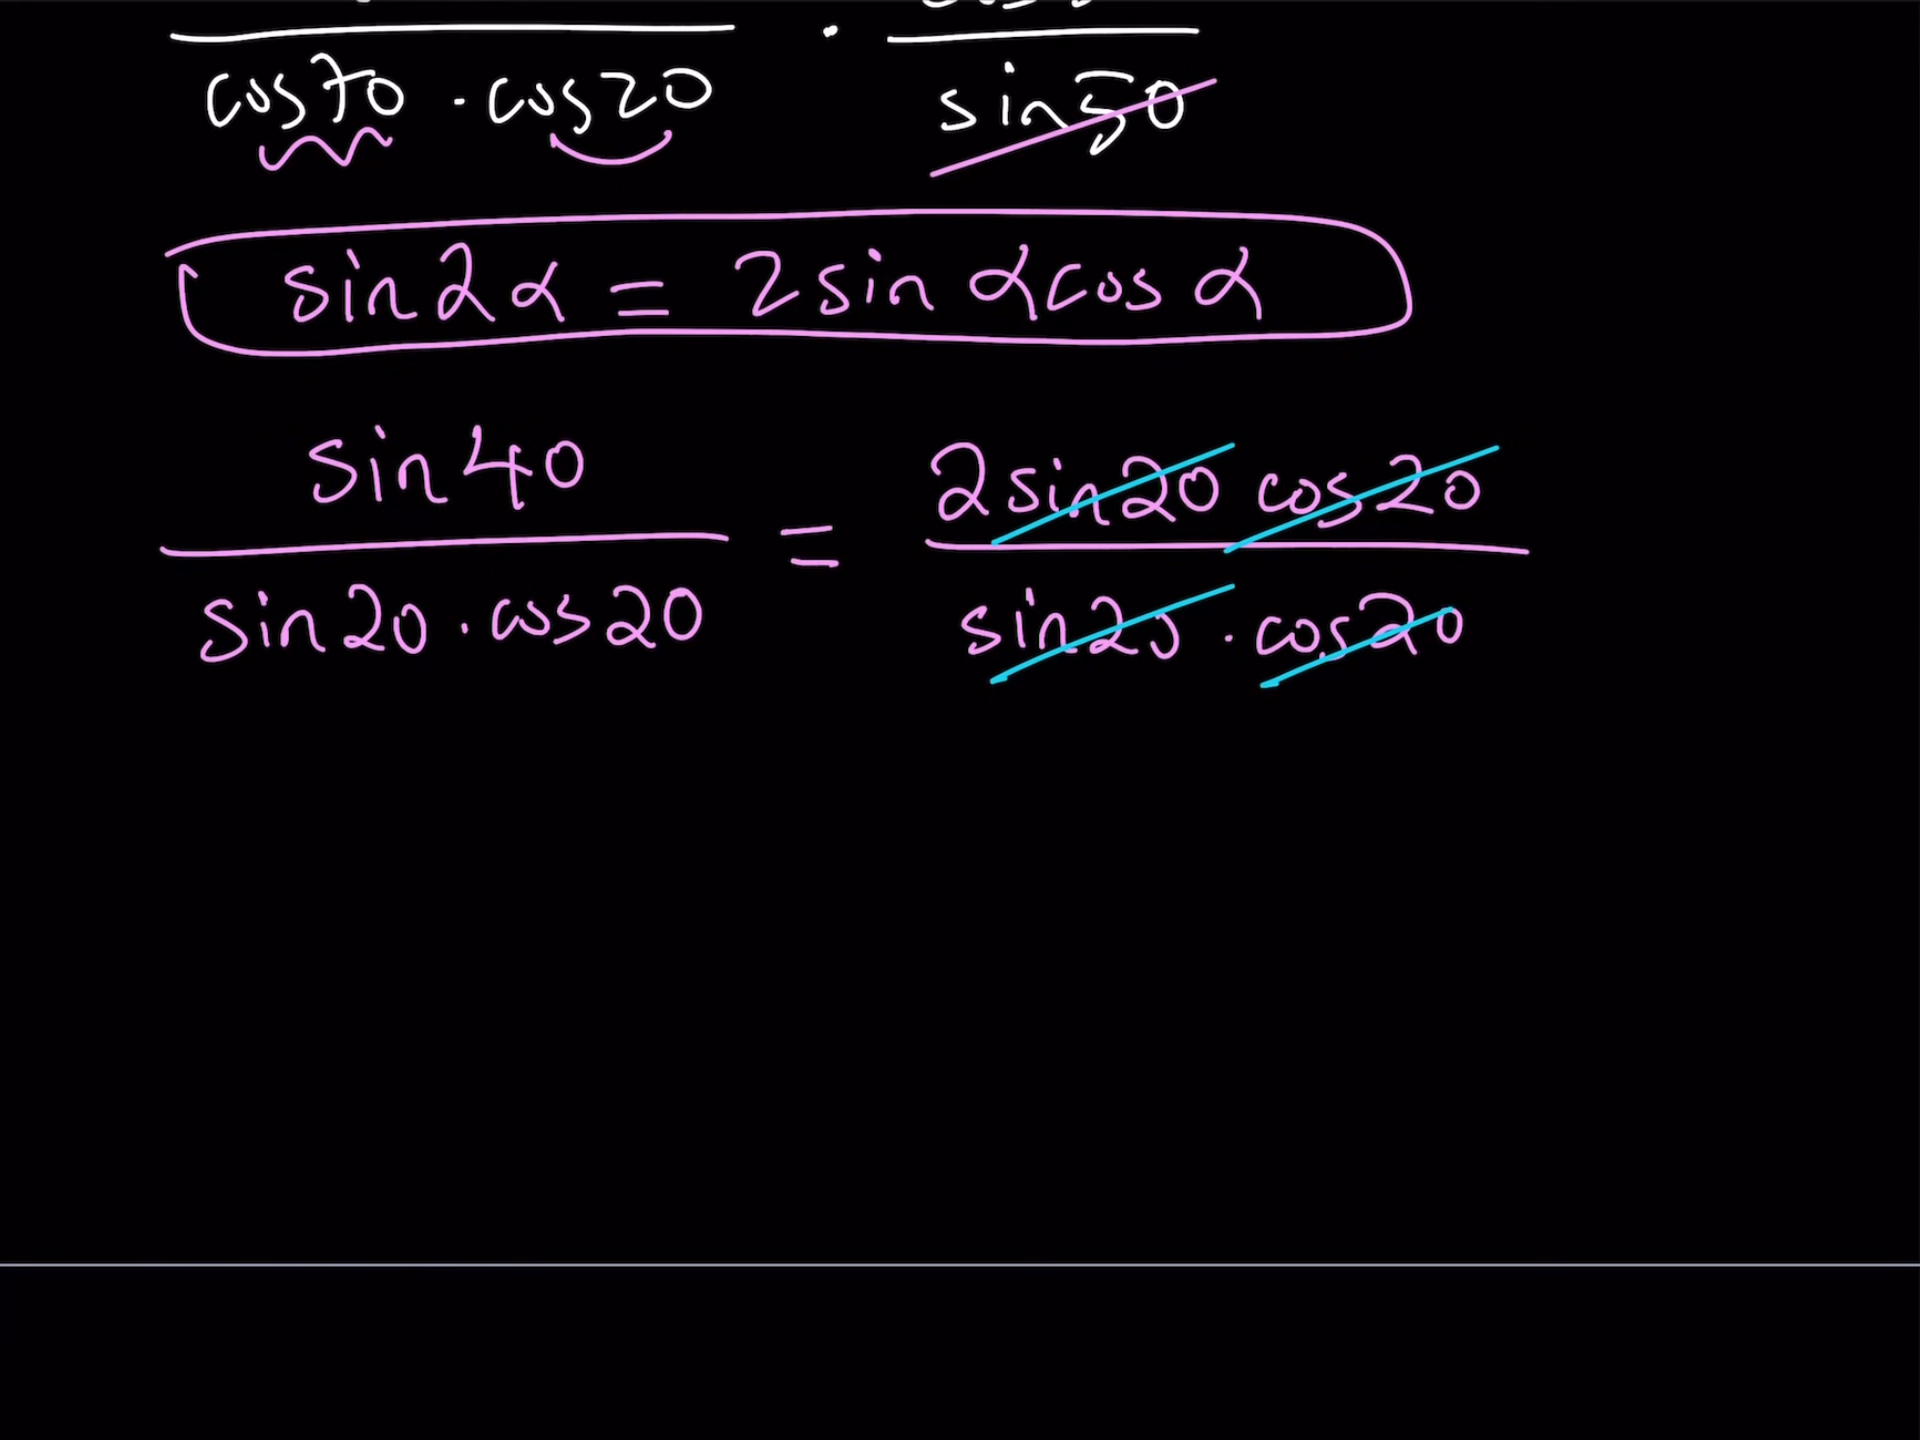 cos70 · cos20 · sin50
sin2α = 2sinαcosα
sin40 = 2sin20 cos20
sin20 · cos20 sin20 · cos20